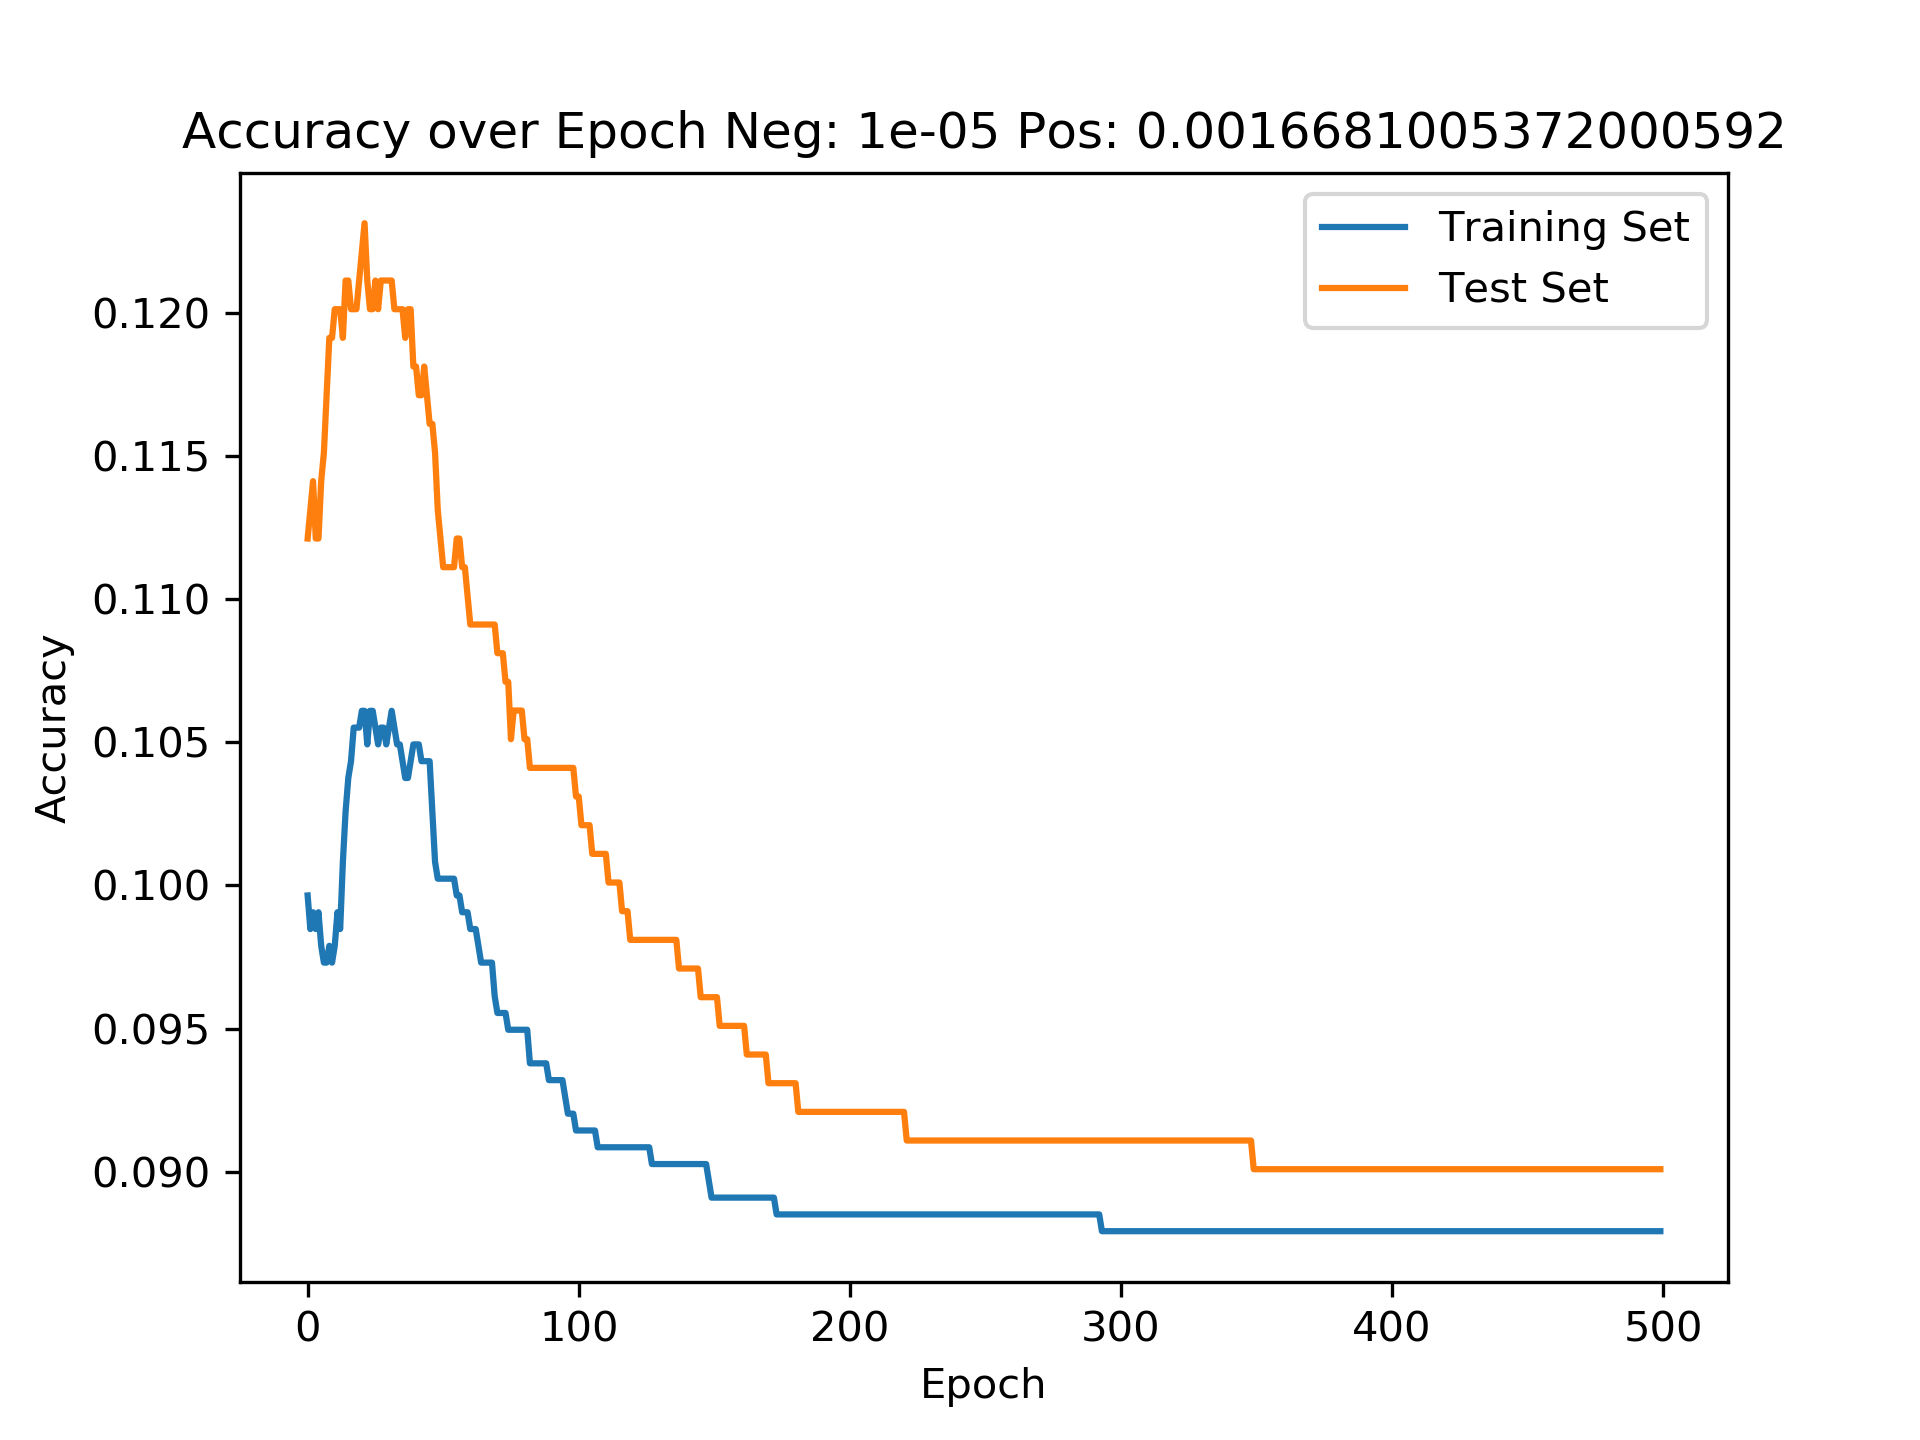 Accuracy over Epoch Neg: 1e-05 Pos: 0.0016681005372000592
Training Set
Test Set
0.120
0.115
0.110
0.105
0.100
0.095
0.090
Accuracy
0 100 200 300 400 500
Epoch